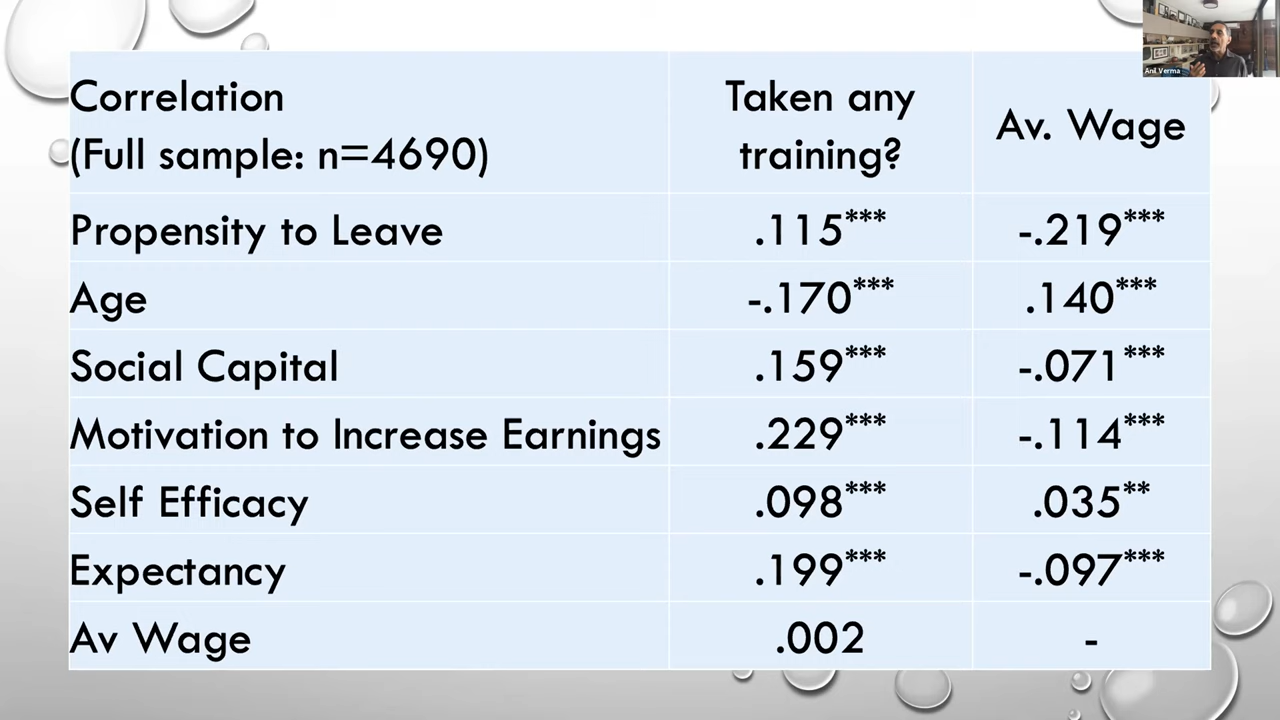 Anil Verma
Correlation
(Full sample: n=4690)
Taken any
training?
Av. Wage
Propensity to Leave .115*** -.219***
Age -.170*** .140***
Social Capital .159*** -.071***
Motivation to Increase Earnings .229*** -.114***
Self Efficacy .098*** .035**
Expectancy .199*** -.097***
Av Wage .002 -